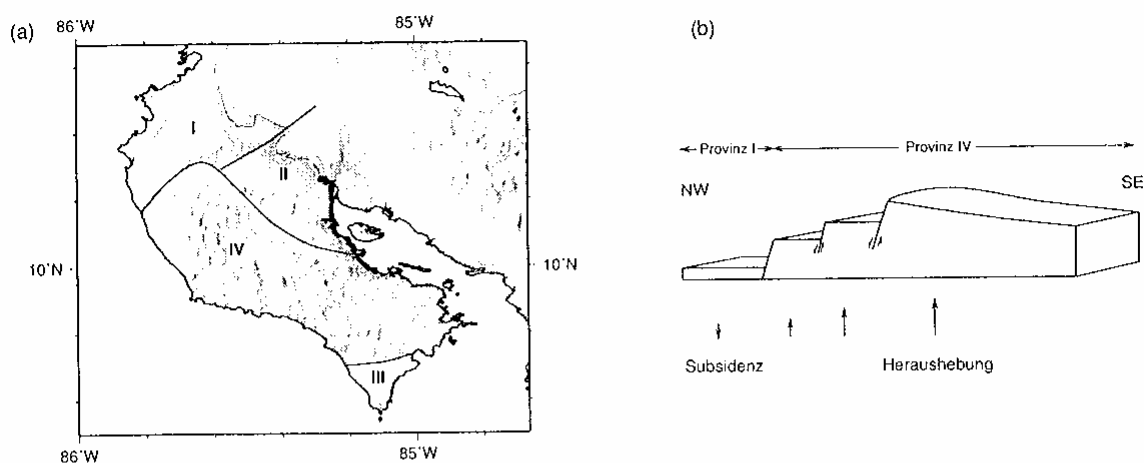 (a)
86°W
85°W
I
II
IV
III
10°N
10°N
86°W
85°W
(b)
Provinz I
Provinz IV
NW
SE
Subsidenz
Heraushebung